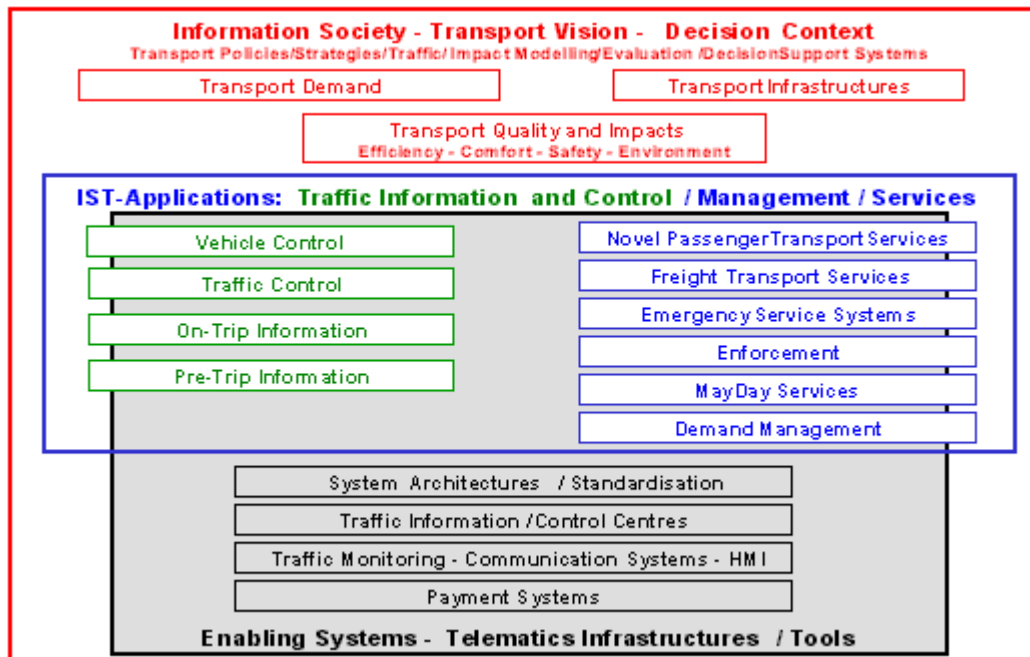 Information Society - Transport Vision - Decision Context
Transport Policies/Strategies/Traffic/ Impact Modelling/Evaluation /DecisionSupport Systems
Transport Demand
Transport Infrastructures
Transport Quality and Impacts
Efficiency - Comfort - Safety - Environment
IST-Applications: Traffic Information and Control / Management / Services
Vehicle Control
Traffic Control
On-Trip Information
Pre-Trip Information
Novel Passenger Transport Services
Freight Transport Services
Emergency Service Systems
Enforcement
MayDay Services
Demand Management
System Architectures / Standardisation
Traffic Information /Control Centres
Traffic Monitoring - Communication Systems - HMI
Payment Systems
Enabling Systems - Telematics Infrastructures / Tools